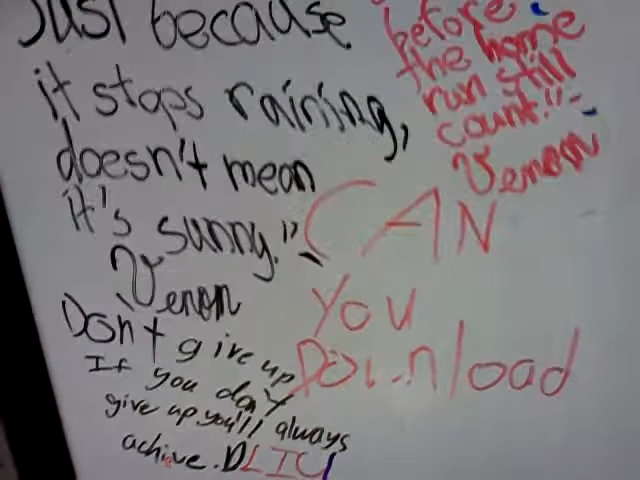 Just because
it stops raining,
doesn't mean
it's sunny."
Venom
before
the home
run still
count!!"
Venom
CAN
YOU
Download
Don't give up
If you don't
give up you'll always
achive. DLIC